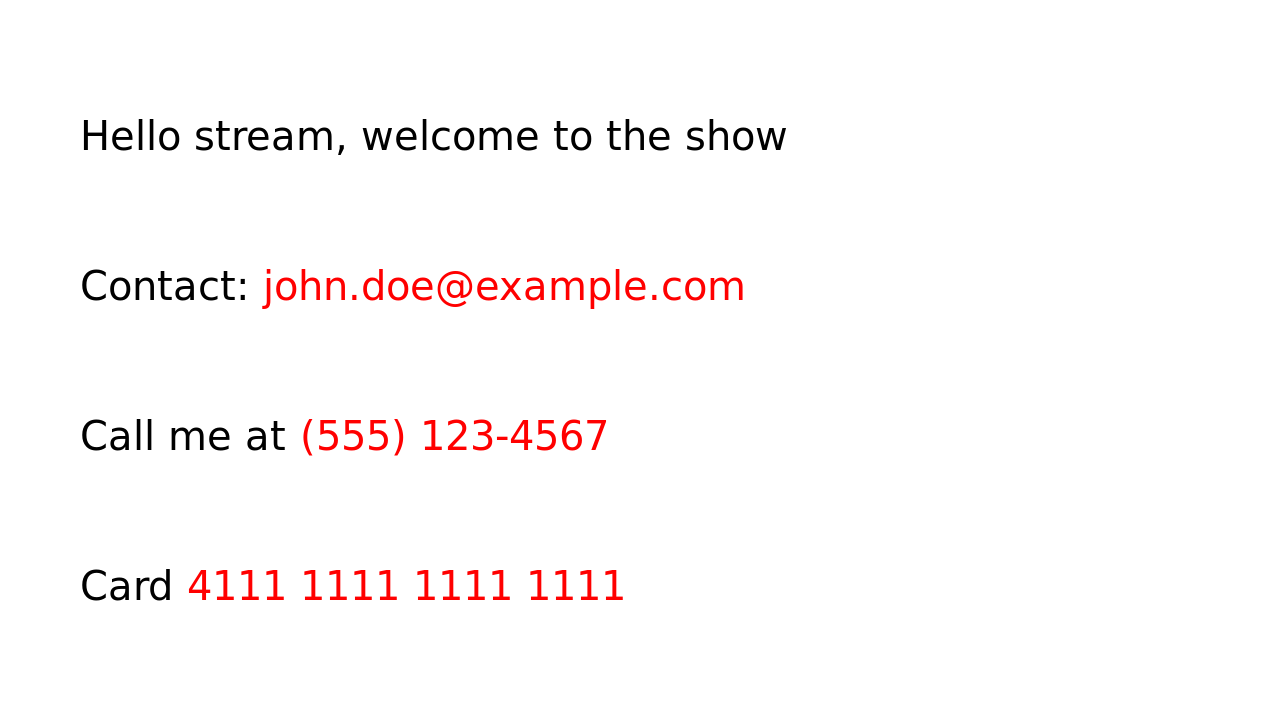 Hello stream, welcome to the show
Contact: john.doe@example.com
Call me at (555) 123-4567
Card 4111 1111 1111 1111